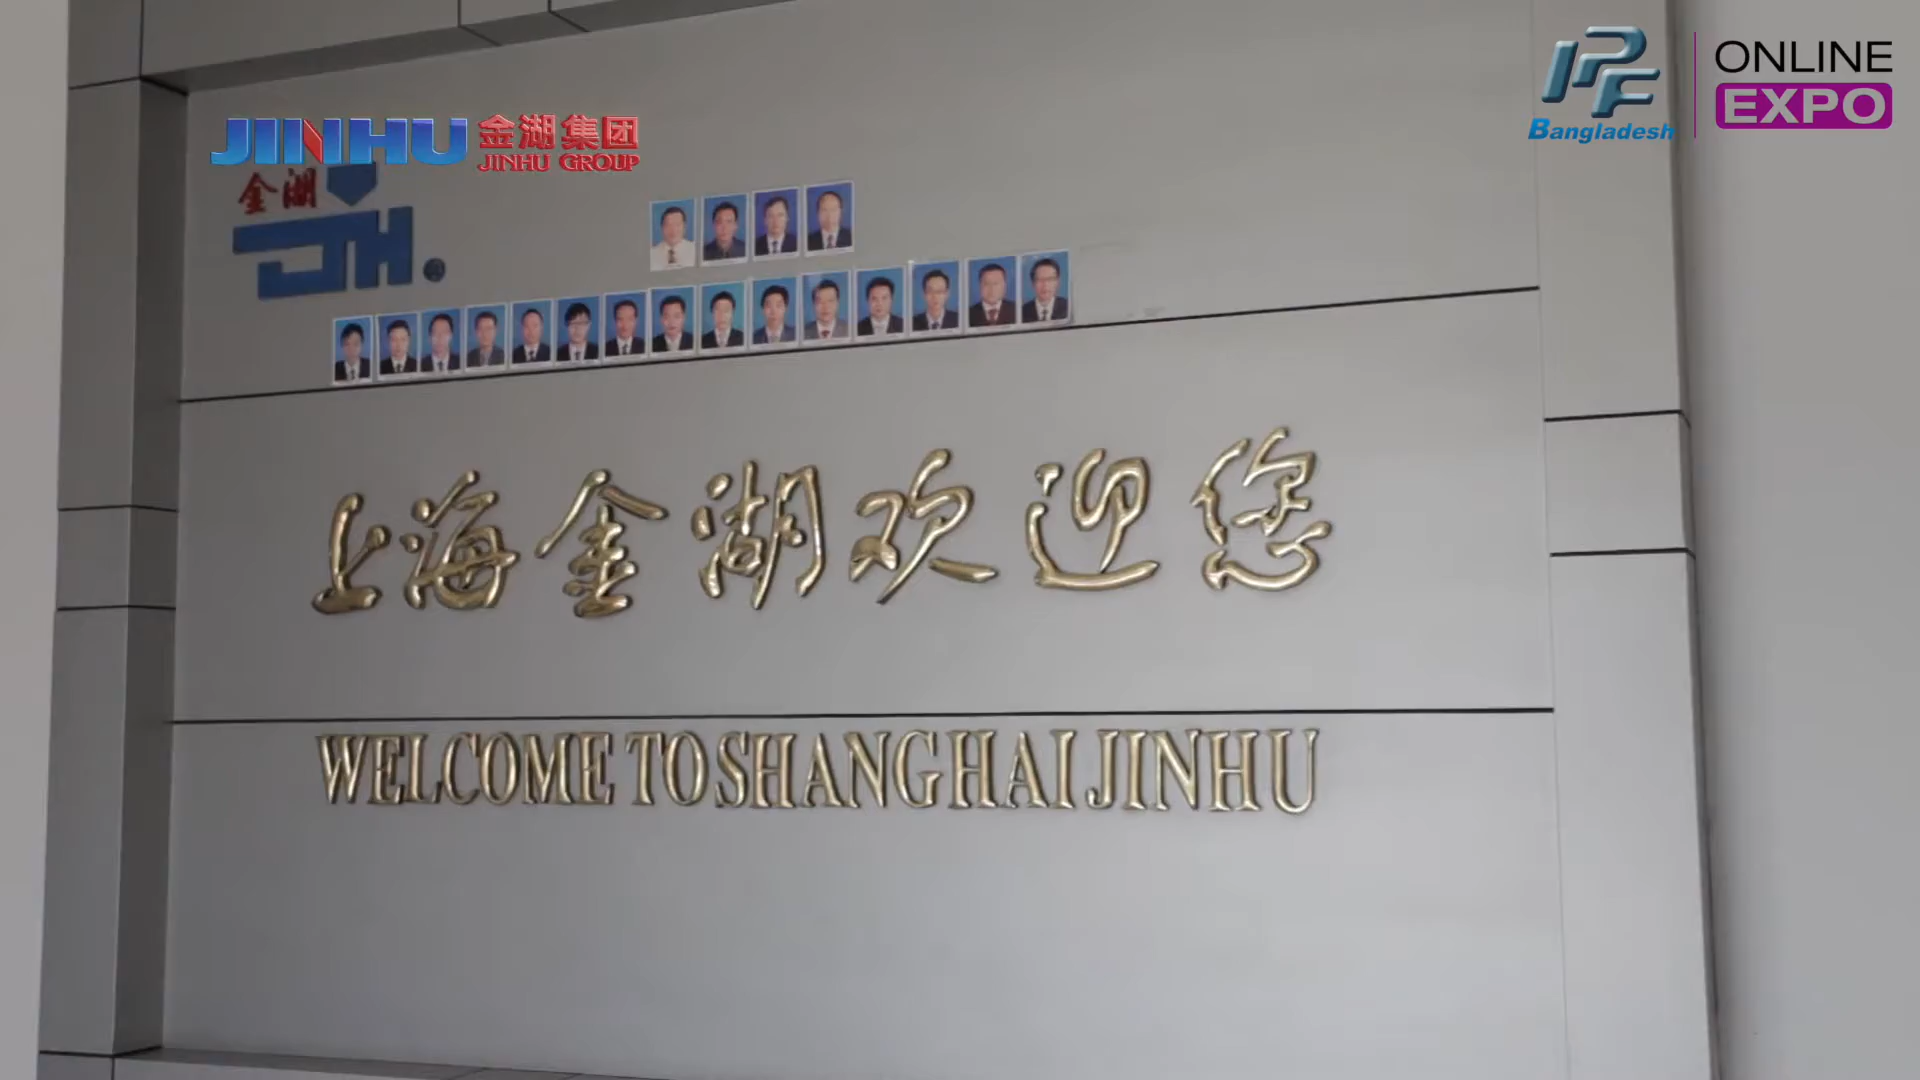 JINHU 金湖集团
JINHU GROUP
金湖
JH®
IPF
Bangladesh
ONLINE
EXPO
上海金湖欢迎您
WELCOME TO SHANGHAI JINHU